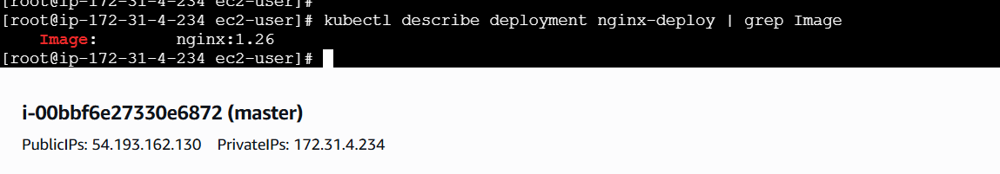 [root@ip-172-31-4-234 ec2-user]#
[root@ip-172-31-4-234 ec2-user]# kubectl describe deployment nginx-deploy | grep Image
    Image:         nginx:1.26
[root@ip-172-31-4-234 ec2-user]#
i-00bbf6e27330e6872 (master)
PublicIPs: 54.193.162.130    PrivateIPs: 172.31.4.234